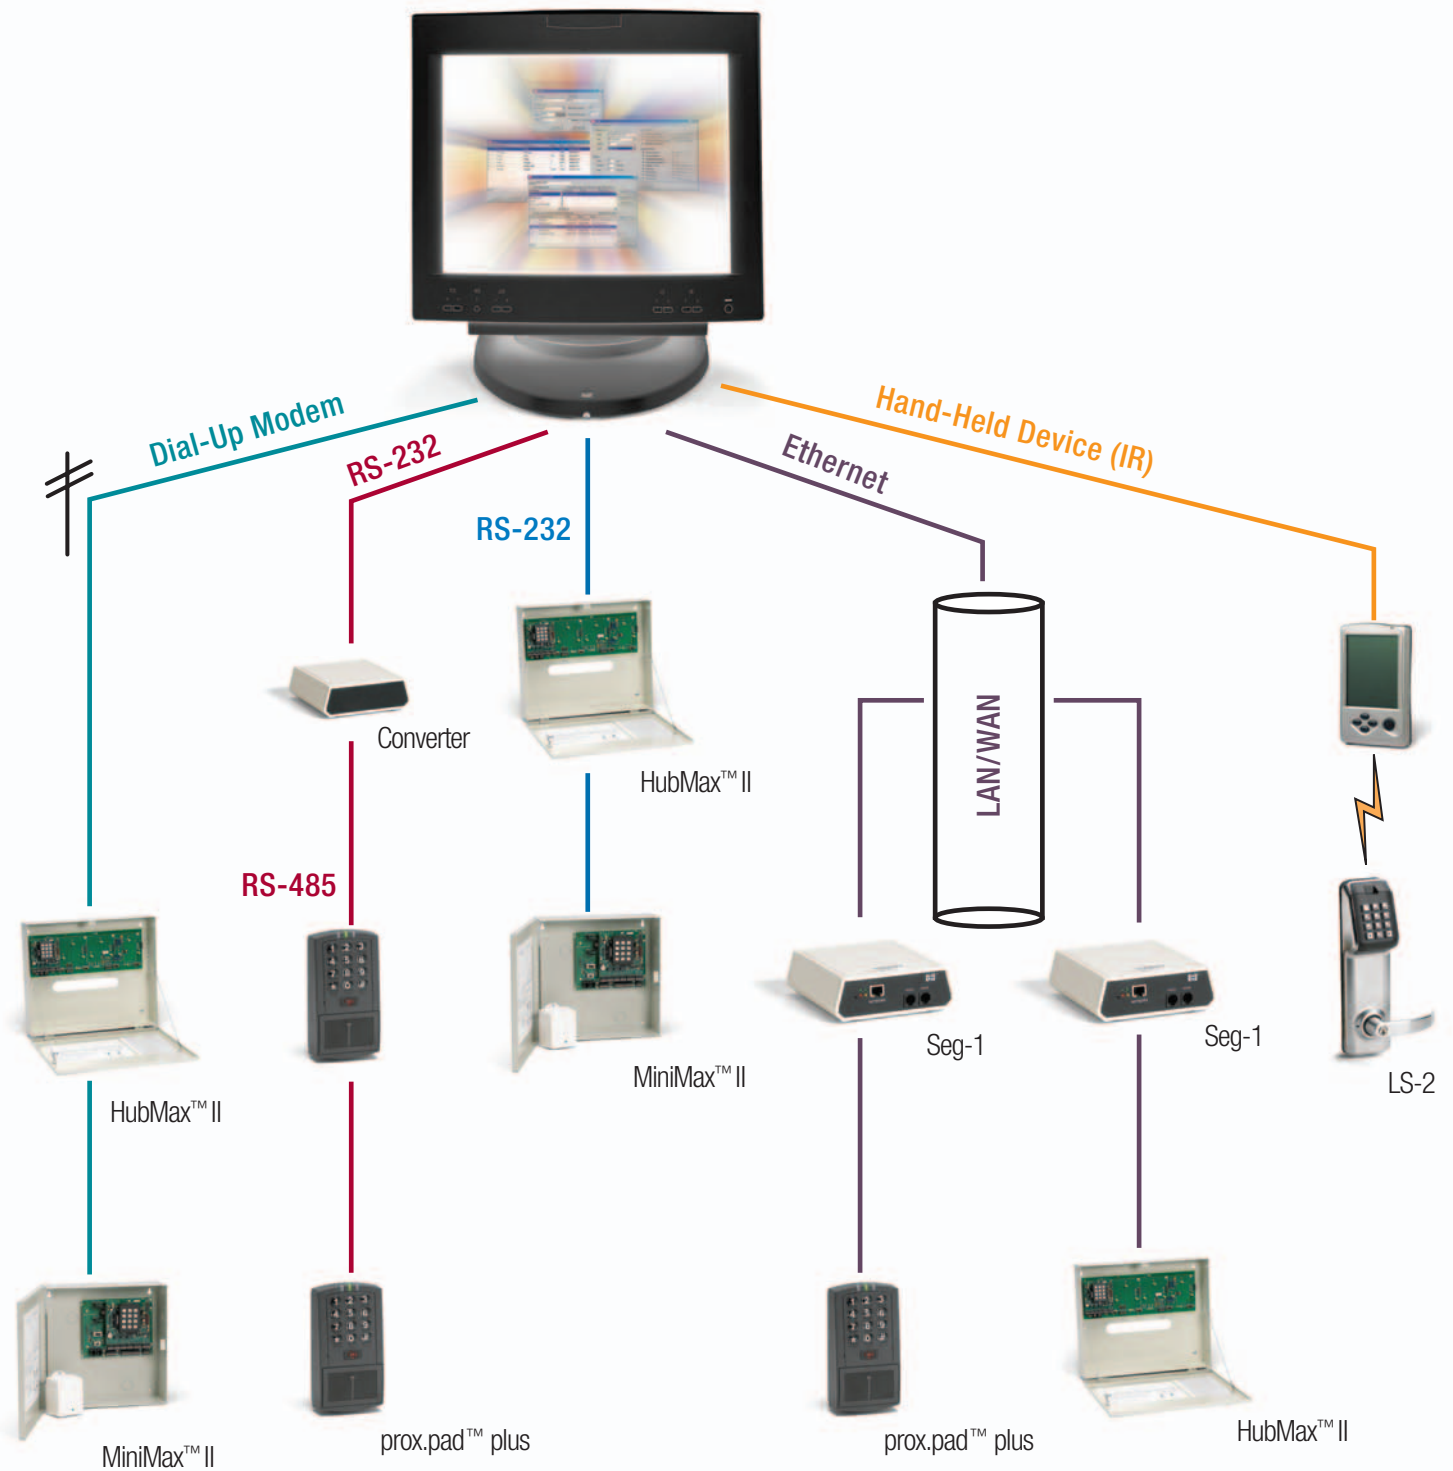 Dial-Up Modem
RS-232
RS-232
Ethernet
Hand-Held Device (IR)
Converter
HubMax™ II
LAN/WAN
RS-485
Seg-1
Seg-1
MiniMax™ II
LS-2
HubMax™ II
prox.pad™ plus
prox.pad™ plus
HubMax™ II
MiniMax™ II